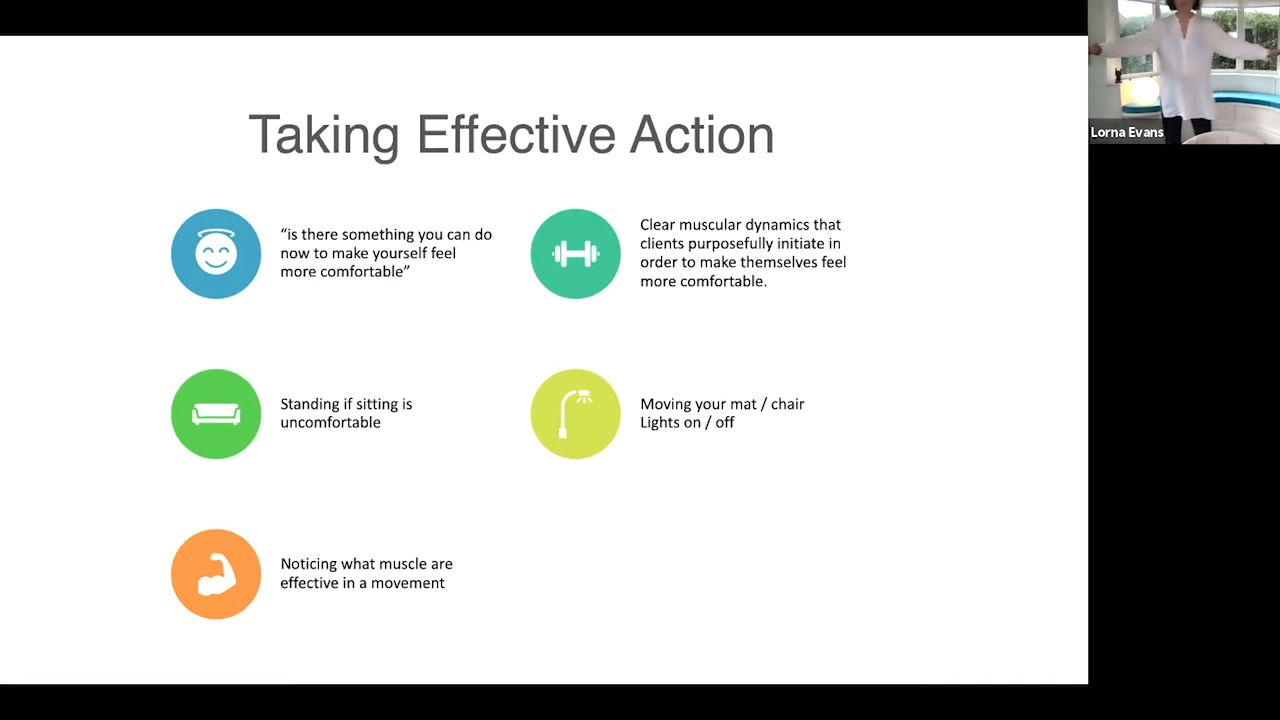 Taking Effective Action
“is there something you can do
now to make yourself feel
more comfortable”
Clear muscular dynamics that
clients purposefully initiate in
order to make themselves feel
more comfortable.
Standing if sitting is
uncomfortable
Moving your mat / chair
Lights on / off
Noticing what muscle are
effective in a movement
Lorna Evans